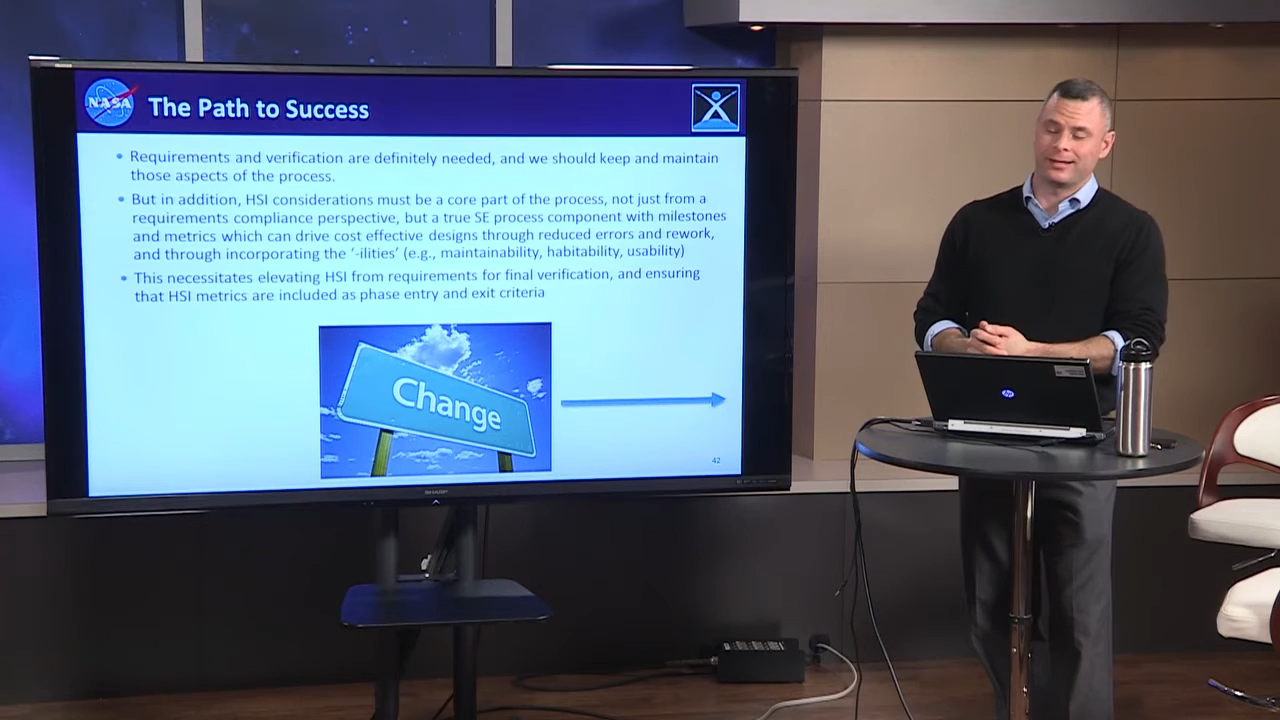 NASA
The Path to Success
• Requirements and verification are definitely needed, and we should keep and maintain
those aspects of the process.
• But in addition, HSI considerations must be a core part of the process, not just from a
requirements compliance perspective, but a true SE process component with milestones
and metrics which can drive cost effective designs through reduced errors and rework,
and through incorporating the '-ilities' (e.g., maintainability, habitability, usability)
• This necessitates elevating HSI from requirements for final verification, and ensuring
that HSI metrics are included as phase entry and exit criteria
Change
42
SHARP
hp